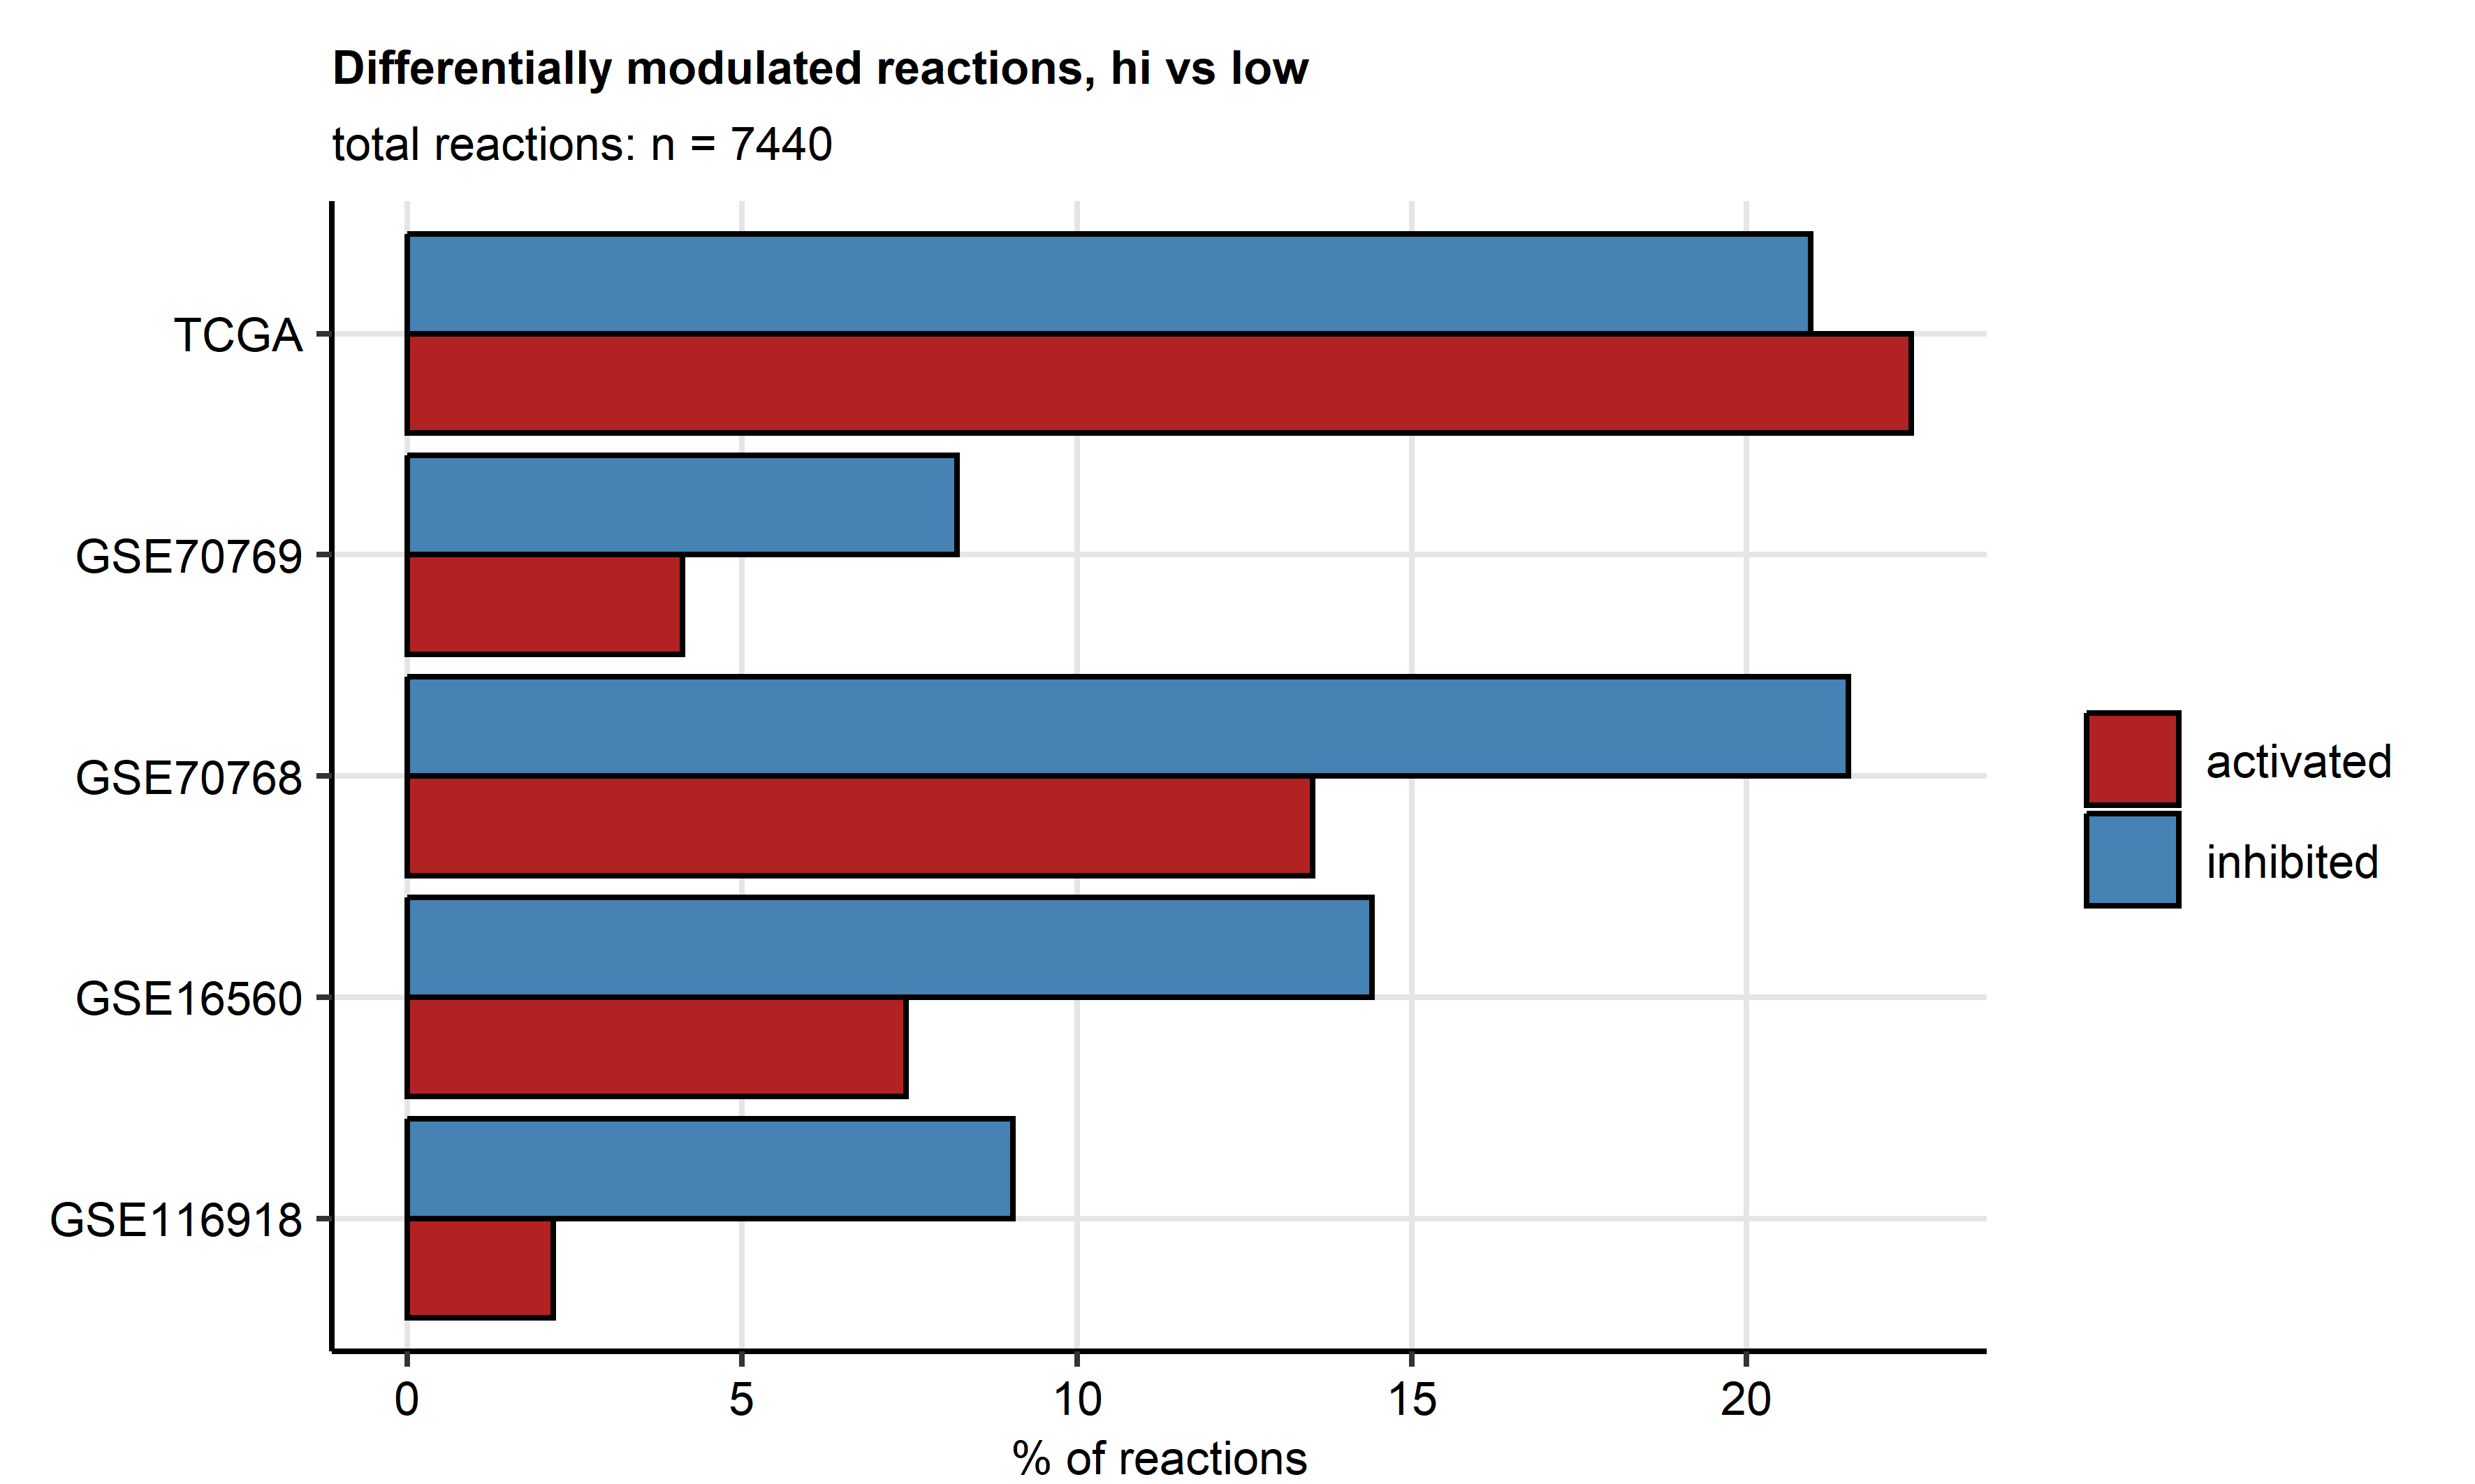 Differentially modulated reactions, hi vs low
total reactions: n = 7440
TCGA
GSE70769
GSE70768
GSE16560
GSE116918
0 5 10 15 20
% of reactions
activated
inhibited